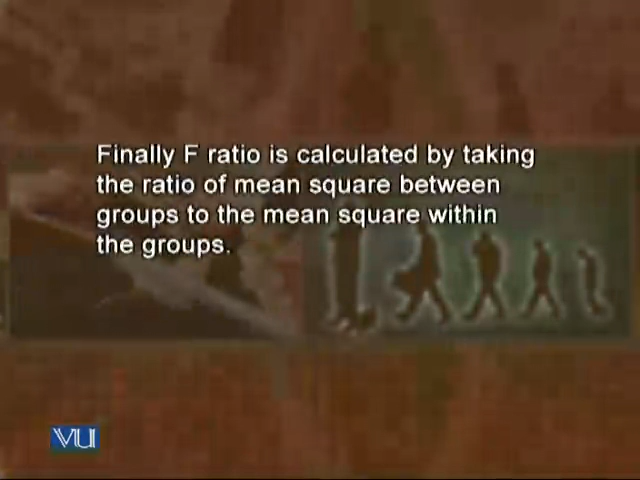 Finally F ratio is calculated by taking
the ratio of mean square between
groups to the mean square within
the groups.
VU